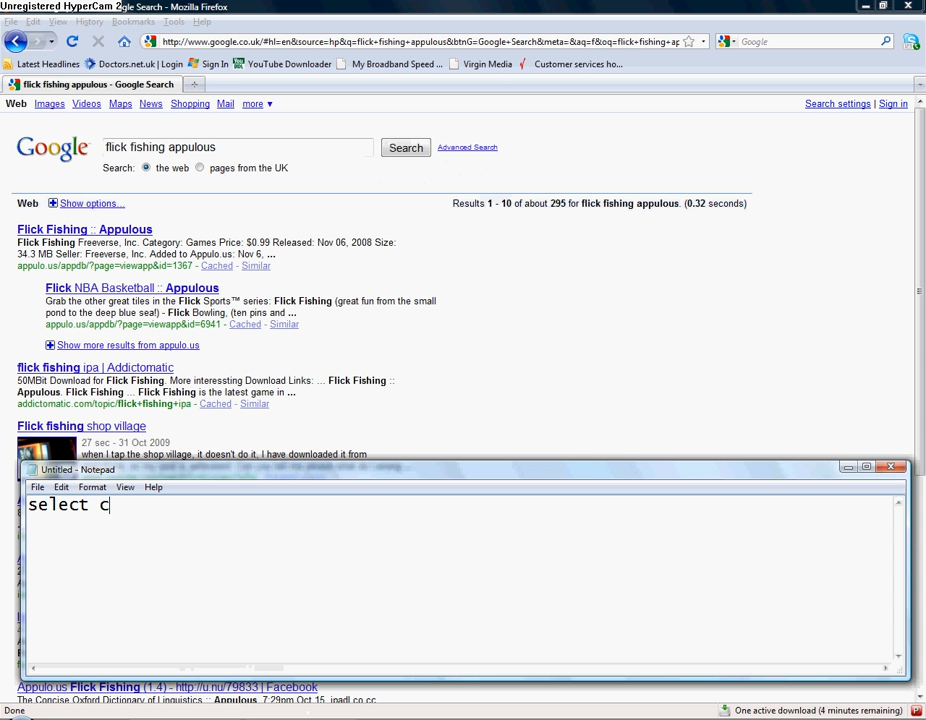 Unregistered HyperCam 2
gle Search - Mozilla Firefox
File Edit View History Bookmarks Tools Help
http://www.google.co.uk/#hl=en&source=hp&q=flick+fishing+appulous&btnG=Google+Search&meta=&aq=f&oq=flick+fishing+ap
Google
Latest Headlines Doctors.net.uk | Login Sign In YouTube Downloader My Broadband Speed ... Virgin Media Customer services ho...
flick fishing appulous - Google Search
Web Images Videos Maps News Shopping Mail more ▼ Search settings | Sign in
Google flick fishing appulous Search Advanced Search
Search: the web pages from the UK
Web Show options... Results 1 - 10 of about 295 for flick fishing appulous. (0.32 seconds)
Flick Fishing :: Appulous
Flick Fishing Freeverse, Inc. Category: Games Price: $0.99 Released: Nov 06, 2008 Size:
34.3 MB Seller: Freeverse, Inc. Added to Appulo.us: Nov 6, ...
appulo.us/appdb/?page=viewapp&id=1367 - Cached - Similar
Flick NBA Basketball :: Appulous
Grab the other great tiles in the Flick Sports™ series: Flick Fishing (great fun from the small
pond to the deep blue sea!) - Flick Bowling, (ten pins and ...
appulo.us/appdb/?page=viewapp&id=6941 - Cached - Similar
Show more results from appulo.us
flick fishing ipa | Addictomatic
50MBit Download for Flick Fishing. More interessting Download Links: ... Flick Fishing ::
Appulous. Flick Fishing ... Flick Fishing is the latest game in ...
addictomatic.com/topic/flick+fishing+ipa - Cached - Similar
Flick fishing shop village
27 sec - 31 Oct 2009
when I tap the shop village, it doesn't do it, I have downloaded it from
Untitled - Notepad
File Edit Format View Help
select c
Appulo.us Flick Fishing (1.4) - http://u.nu/79833 | Facebook
The Concise Oxford Dictionary of Linguistics :: Appulous. 7:29pm Oct 15. ipadl.co.cc
Done One active download (4 minutes remaining)